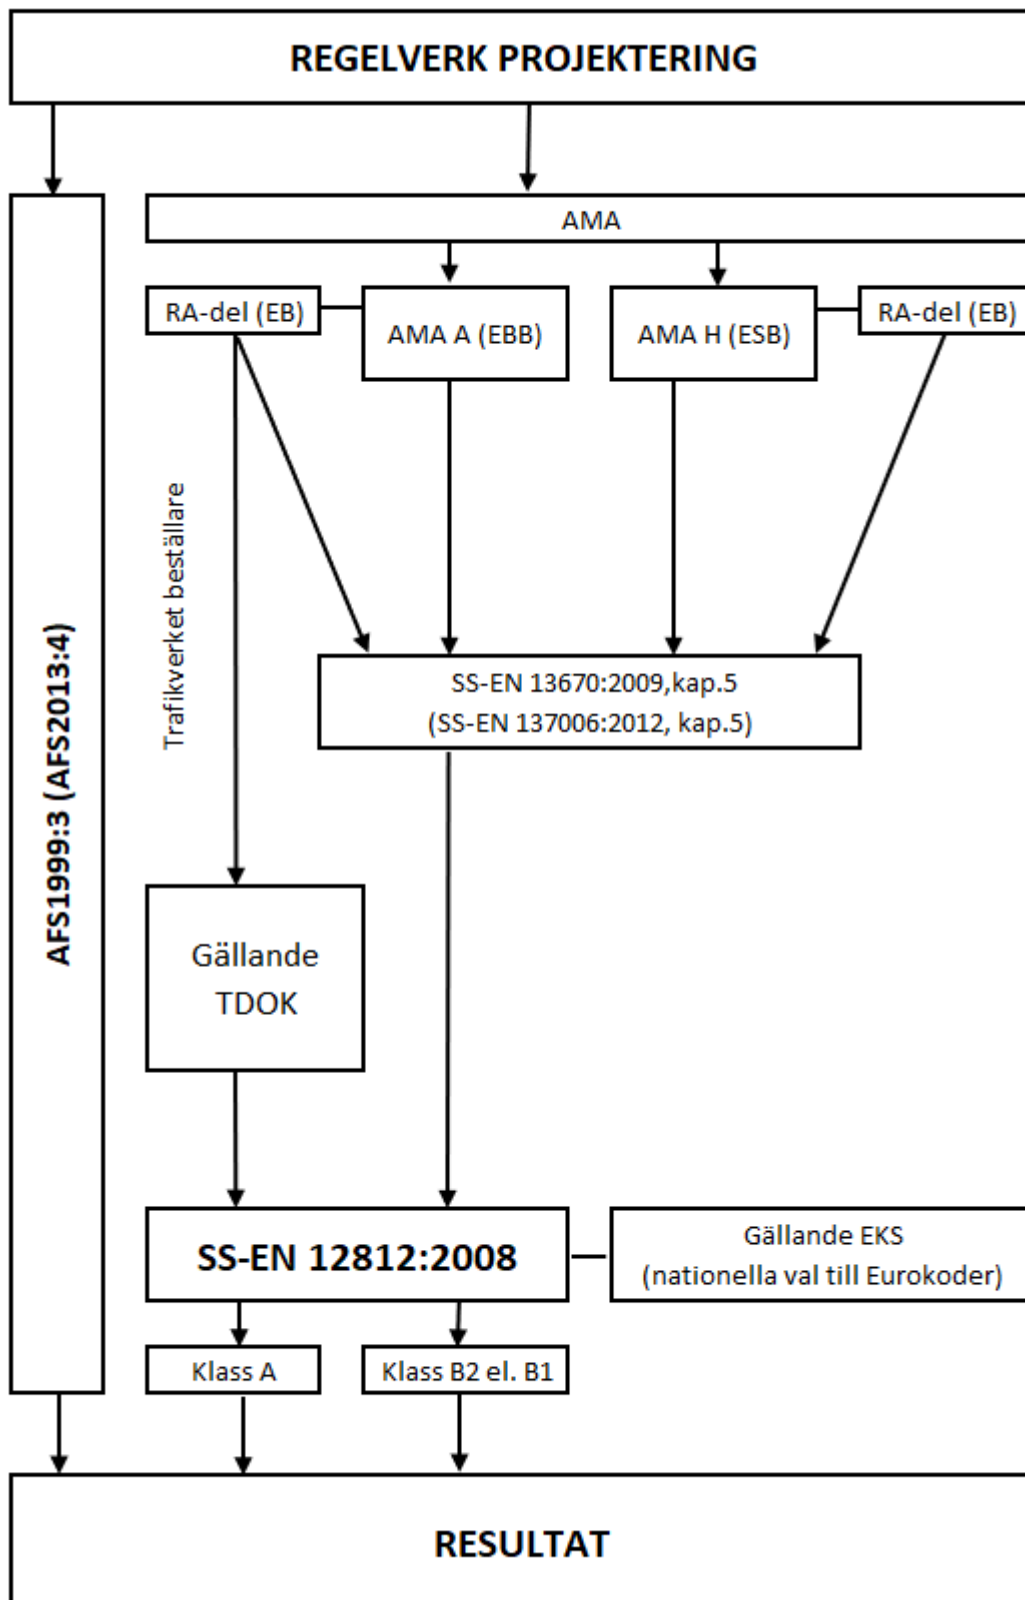 REGELVERK PROJEKTERING
AMA
RA-del (EB)
AMA A (EBB)
AMA H (ESB)
RA-del (EB)
Trafikverket beställare
AFS1999:3 (AFS2013:4)
SS-EN 13670:2009,kap.5
(SS-EN 137006:2012, kap.5)
Gällande
TDOK
SS-EN 12812:2008
Gällande EKS
(nationella val till Eurokoder)
Klass A
Klass B2 el. B1
RESULTAT